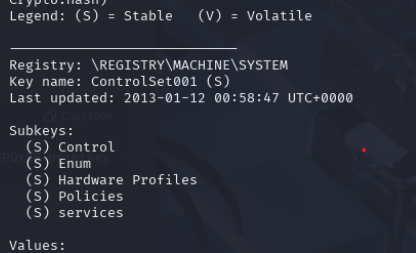 Crypto.Hash)
Legend: (S) = Stable   (V) = Volatile
----------------------------
Registry: \REGISTRY\MACHINE\SYSTEM
Key name: ControlSet001 (S)
Last updated: 2013-01-12 00:58:47 UTC+0000
Subkeys:
  (S) Control
  (S) Enum
  (S) Hardware Profiles
  (S) Policies
  (S) services
Values: